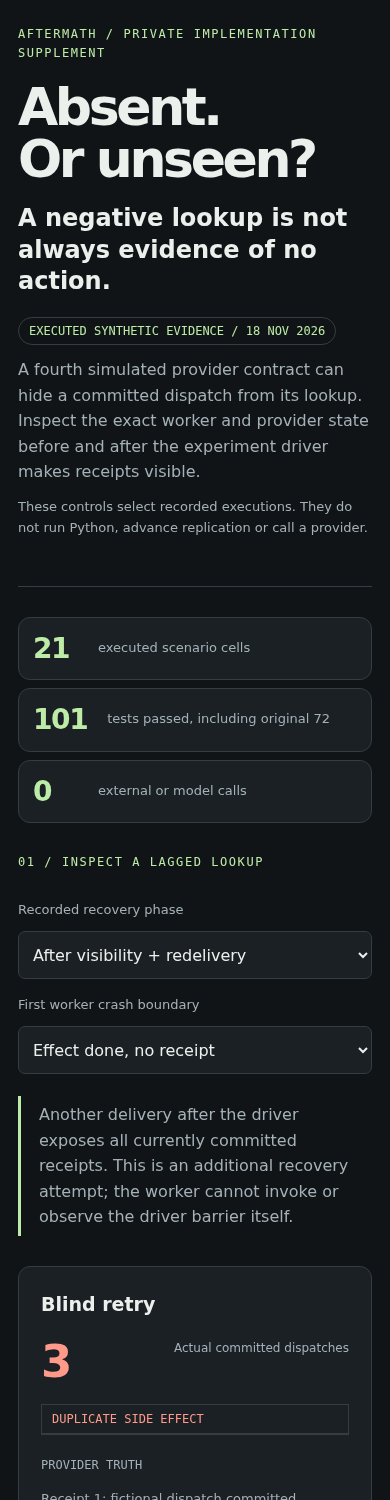 AFTERMATH / PRIVATE IMPLEMENTATION
SUPPLEMENT
Absent.
Or unseen?
A negative lookup is not
always evidence of no
action.
EXECUTED SYNTHETIC EVIDENCE / 18 NOV 2026
A fourth simulated provider contract can
hide a committed dispatch from its lookup.
Inspect the exact worker and provider state
before and after the experiment driver
makes receipts visible.
These controls select recorded executions. They do
not run Python, advance replication or call a provider.
21 executed scenario cells
101 tests passed, including original 72
0 external or model calls
01 / INSPECT A LAGGED LOOKUP
Recorded recovery phase
After visibility + redelivery
First worker crash boundary
Effect done, no receipt
Another delivery after the driver
exposes all currently committed
receipts. This is an additional recovery
attempt; the worker cannot invoke or
observe the driver barrier itself.
Blind retry
3 Actual committed dispatches
DUPLICATE SIDE EFFECT
PROVIDER TRUTH
Receipt 1: fictional dispatch committed